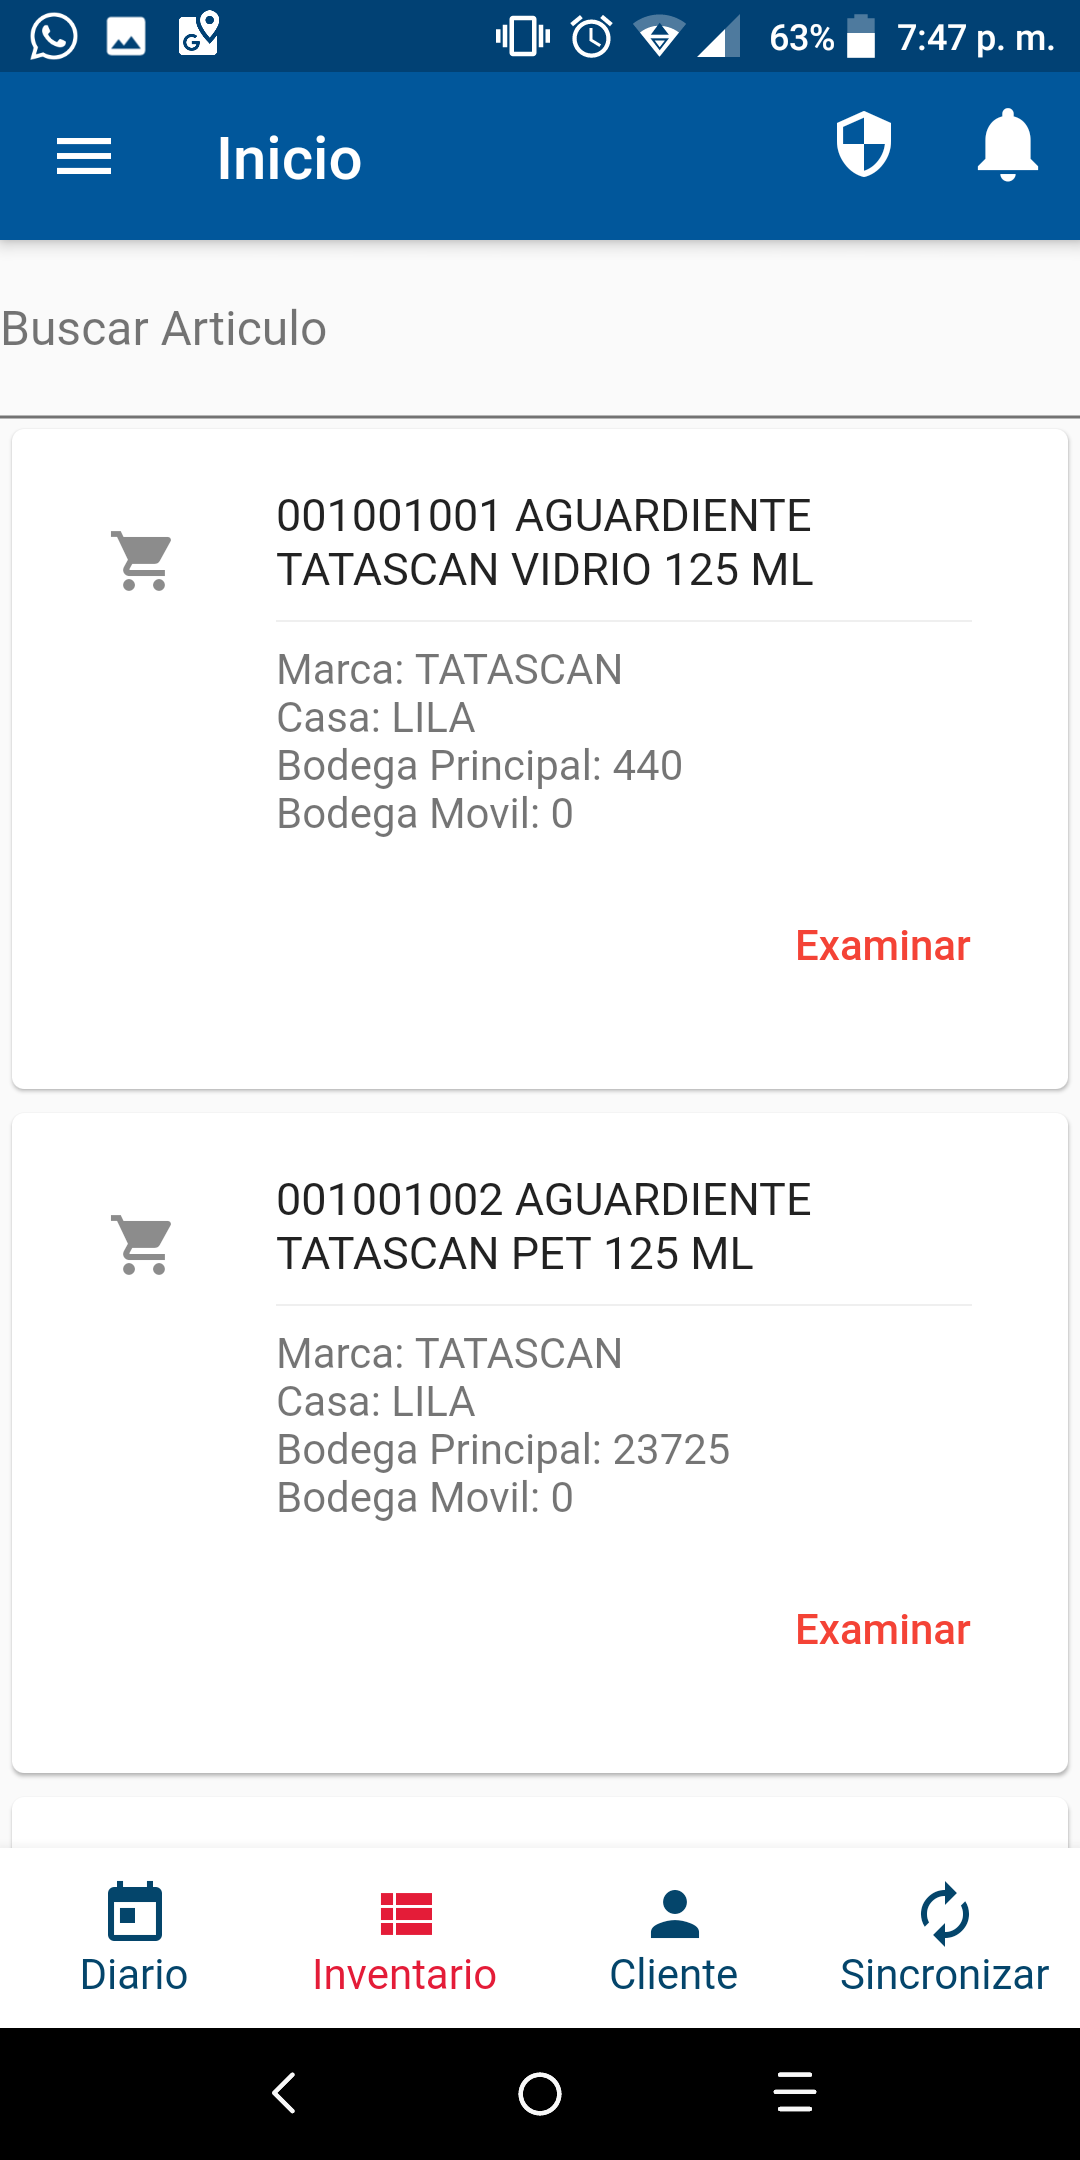 63% 7:47 p. m.
Inicio
Buscar Articulo
001001001 AGUARDIENTE
TATASCAN VIDRIO 125 ML
Marca: TATASCAN
Casa: LILA
Bodega Principal: 440
Bodega Movil: 0
Examinar
001001002 AGUARDIENTE
TATASCAN PET 125 ML
Marca: TATASCAN
Casa: LILA
Bodega Principal: 23725
Bodega Movil: 0
Examinar
Diario Inventario Cliente Sincronizar